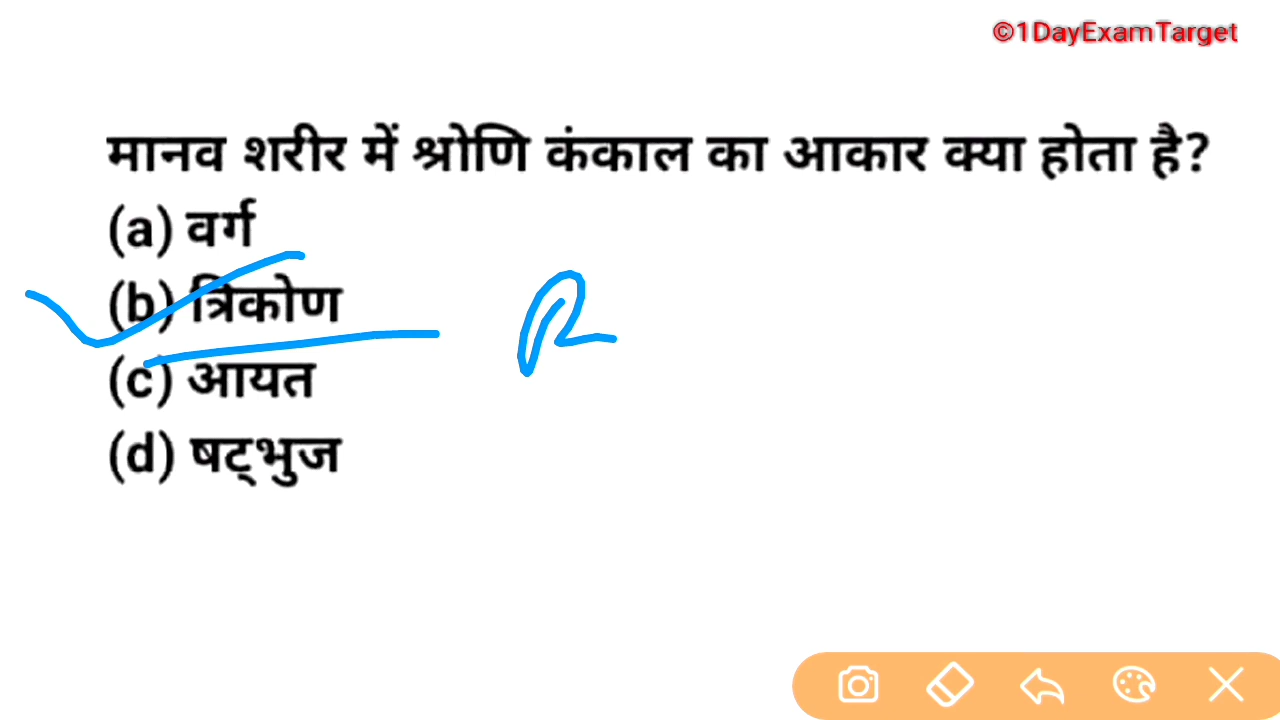 ©1DayExamTarget
मानव शरीर में श्रोणि कंकाल का आकार क्या होता है?
(a) वर्ग
(b) त्रिकोण
(c) आयत
(d) षट्भुज